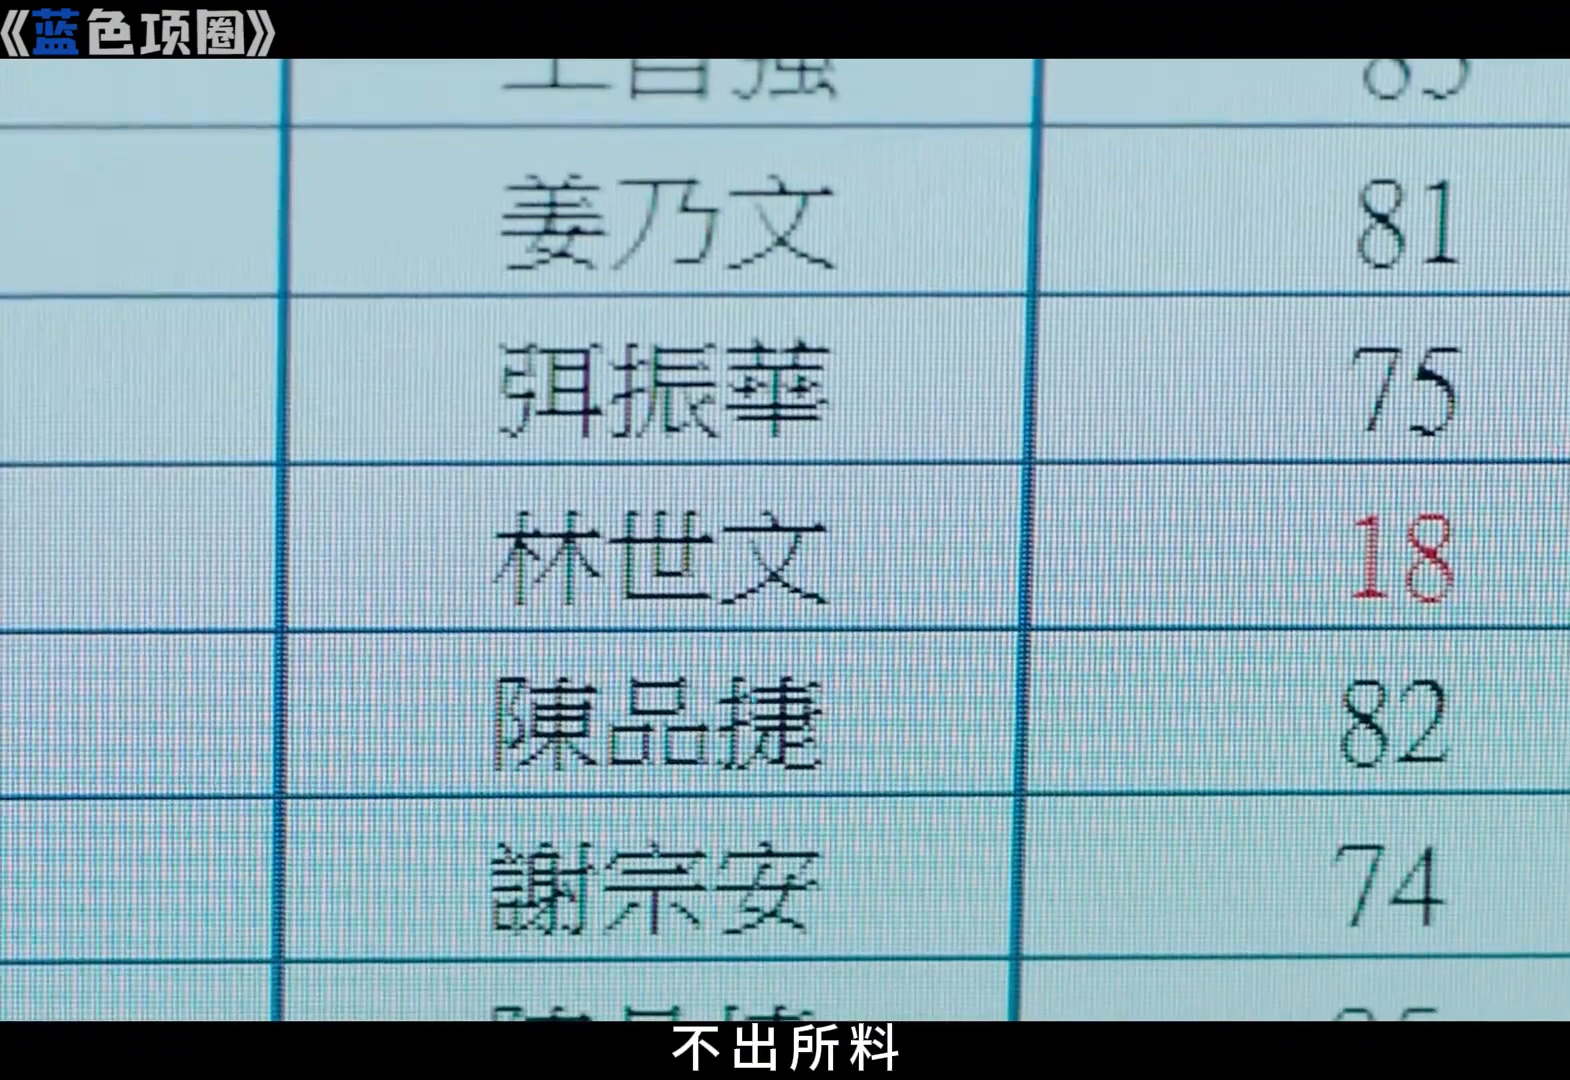 《蓝色项圈》
姜乃文 81
弭振華 75
林世文 18
陳品捷 82
謝宗安 74
不出所料